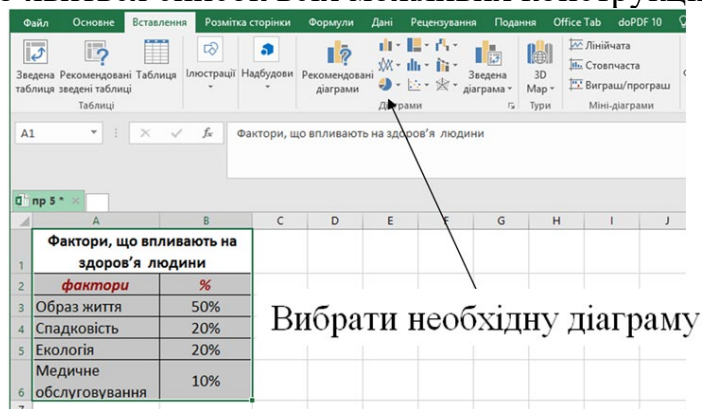 Файл Основне Вставлення Розмітка сторінки Формули Дані Рецензування Подання Office Tab doPDF 10
Зведена таблиця
Рекомендовані зведені таблиці
Таблиця
Ілюстрації
Надбудови
Рекомендовані діаграми
Зведена діаграма
3D Map
Лінійчата
Стовпчаста
Виграш/програш
Таблиці
Діаграми
Тури
Міні-діаграми
A1
fx
Фактори, що впливають на здоров'я людини
пр 5 *
A B C D E F G H I J
1 Фактори, що впливають на здоров'я людини
2 фактори %
3 Образ життя 50%
4 Спадковість 20%
5 Екологія 20%
6 Медичне обслуговування 10%
Вибрати необхідну діаграму